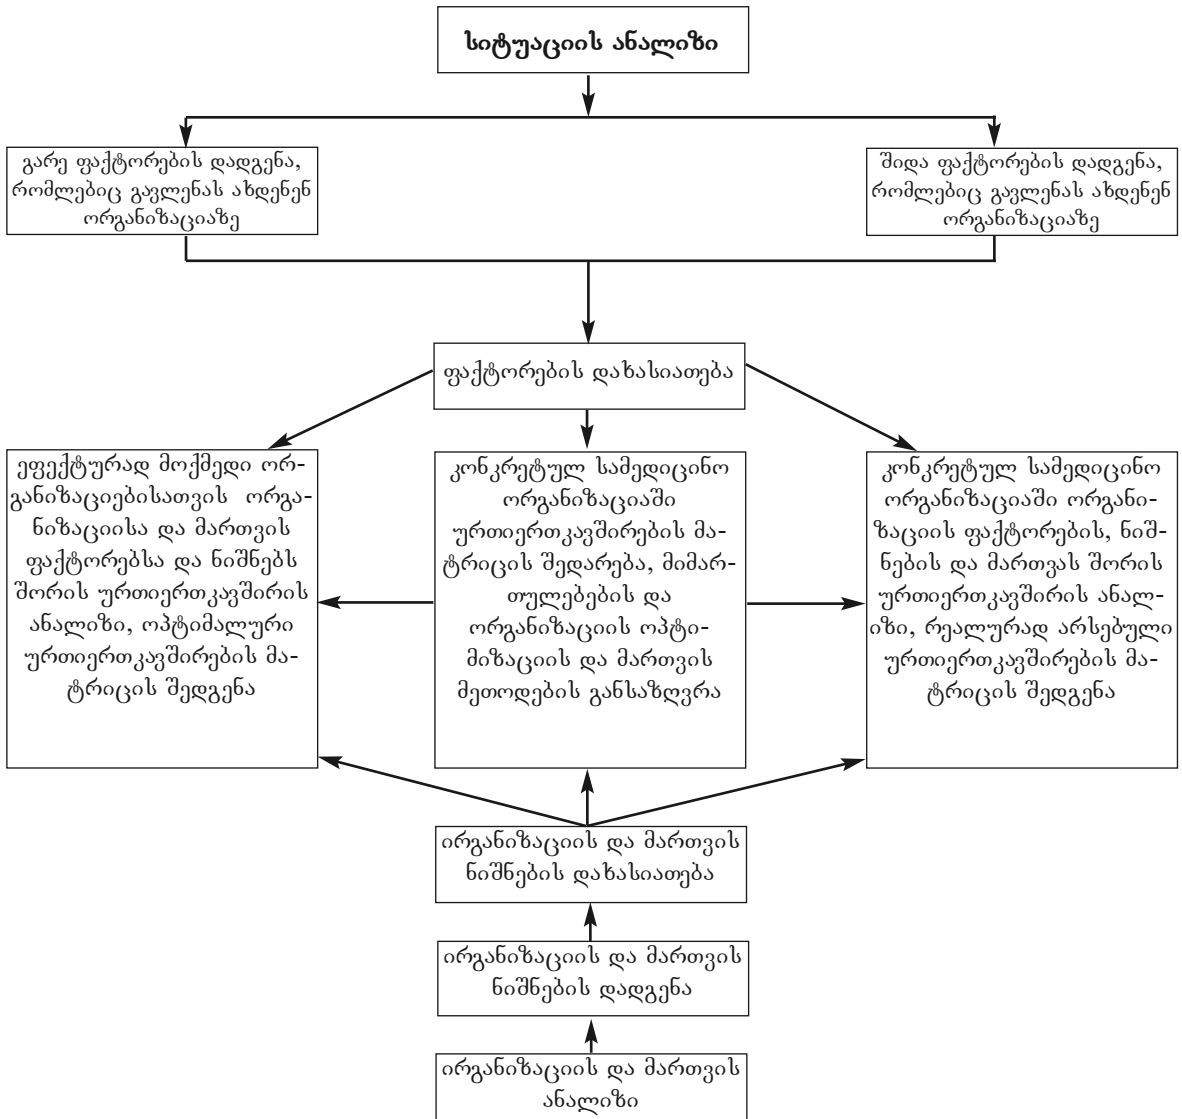 სიტუაციის ანალიზი
გარე ფაქტორების დადგენა,
რომლებიც გავლენას ახდენენ
ორგანიზაციაზე
შიდა ფაქტორების დადგენა,
რომლებიც გავლენას ახდენენ
ორგანიზაციაზე
ფაქტორების დახასიათება
ეფექტურად მოქმედი ორ-
განიზაციებისათვის ორგა-
ნიზაციისა და მართვის
ფაქტორებსა და ნიშნებს
შორის ურთიერთკავშირის
ანალიზი, ოპტიმალური
ურთიერთკავშირების მა-
ტრიცის შედგენა
კონკრეტულ სამედიცინო
ორგანიზაციაში
ურთიერთკავშირების მა-
ტრიცის შედარება, მიმარ-
თულებების და
ორგანიზაციის ოპტი-
მიზაციის და მართვის
მეთოდების განსაზღვრა
კონკრეტულ სამედიცინო
ორგანიზაციაში ორგანი-
ზაციის ფაქტორების, ნიშ-
ნების და მართვას შორის
ურთიერთკავშირის ანალ-
იზი, რეალურად არსებული
ურთიერთკავშირების მა-
ტრიცის შედგენა
ირგანიზაციის და მართვის
ნიშნების დახასიათება
ირგანიზაციის და მართვის
ნიშნების დადგენა
ირგანიზაციის და მართვის
ანალიზი